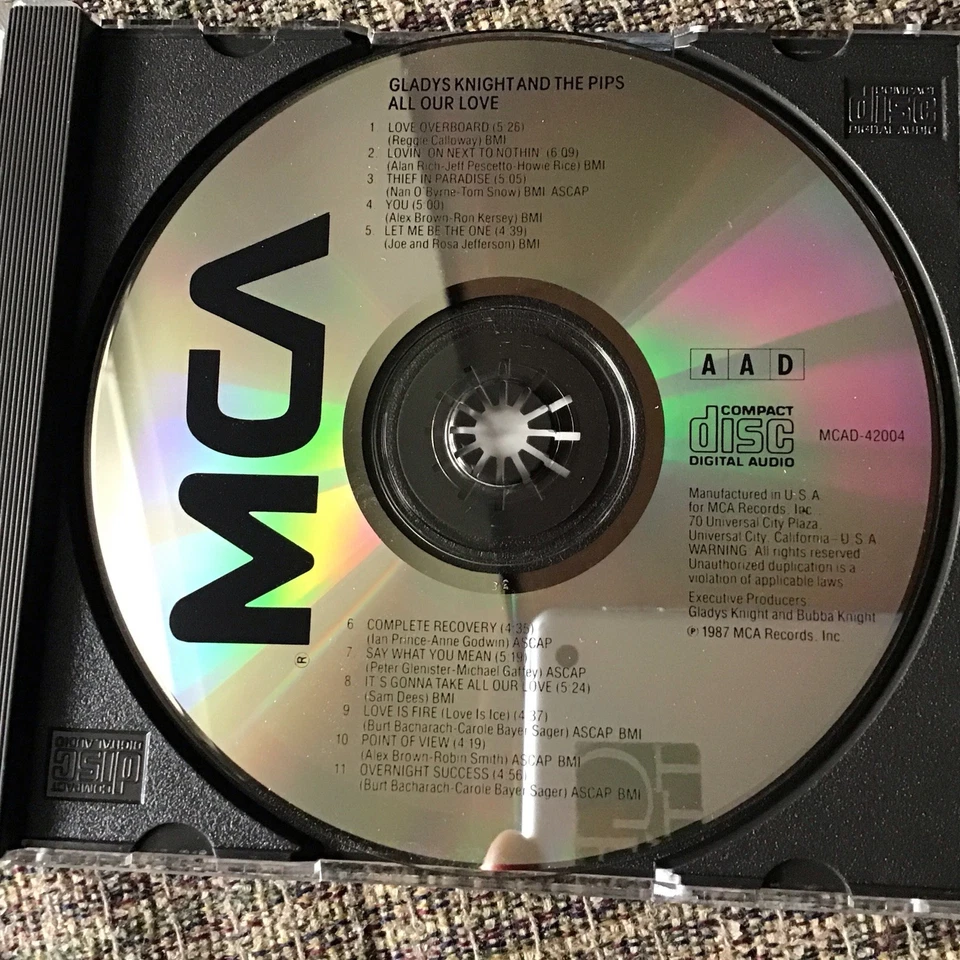 GLADYS KNIGHT AND THE PIPS
ALL OUR LOVE
1 LOVE OVERBOARD (5:26)
(Reggie Calloway) BMI
2. LOVIN' ON NEXT TO NOTHIN' (6:09)
(Alan Rich-Jeff Pescetto-Howie Rice) BMI
3. THIEF IN PARADISE (5:05)
(Nan O'Byrne-Tom Snow) BMI ASCAP
4 YOU (5:00)
(Alex Brown-Ron Kersey) BMI
5. LET ME BE THE ONE (4:39)
(Joe and Rosa Jefferson) BMI
MCA
®
A A D
COMPACT
disc
DIGITAL AUDIO
MCAD-42004
Manufactured in U.S.A.
for MCA Records, Inc.
70 Universal City Plaza,
Universal City, California—U.S.A.
WARNING: All rights reserved
Unauthorized duplication is a
violation of applicable laws
Executive Producers
Gladys Knight and Bubba Knight
℗ 1987 MCA Records, Inc.
6 COMPLETE RECOVERY (4:35)
(Ian Prince-Anne Godwin) ASCAP
7 SAY WHAT YOU MEAN (5:19)
(Peter Glenister-Michael Gaffey) ASCAP
8 IT'S GONNA TAKE ALL OUR LOVE (5:24)
(Sam Dees) BMI
9 LOVE IS FIRE (Love Is Ice) (4:37)
(Burt Bacharach-Carole Bayer Sager) ASCAP BMI
10 POINT OF VIEW (4:19)
(Alex Brown-Robin Smith) ASCAP BMI
11 OVERNIGHT SUCCESS (4:56)
(Burt Bacharach-Carole Bayer Sager) ASCAP BMI
COMPACT
disc
DIGITAL AUDIO
COMPACT
disc
DIGITAL AUDIO